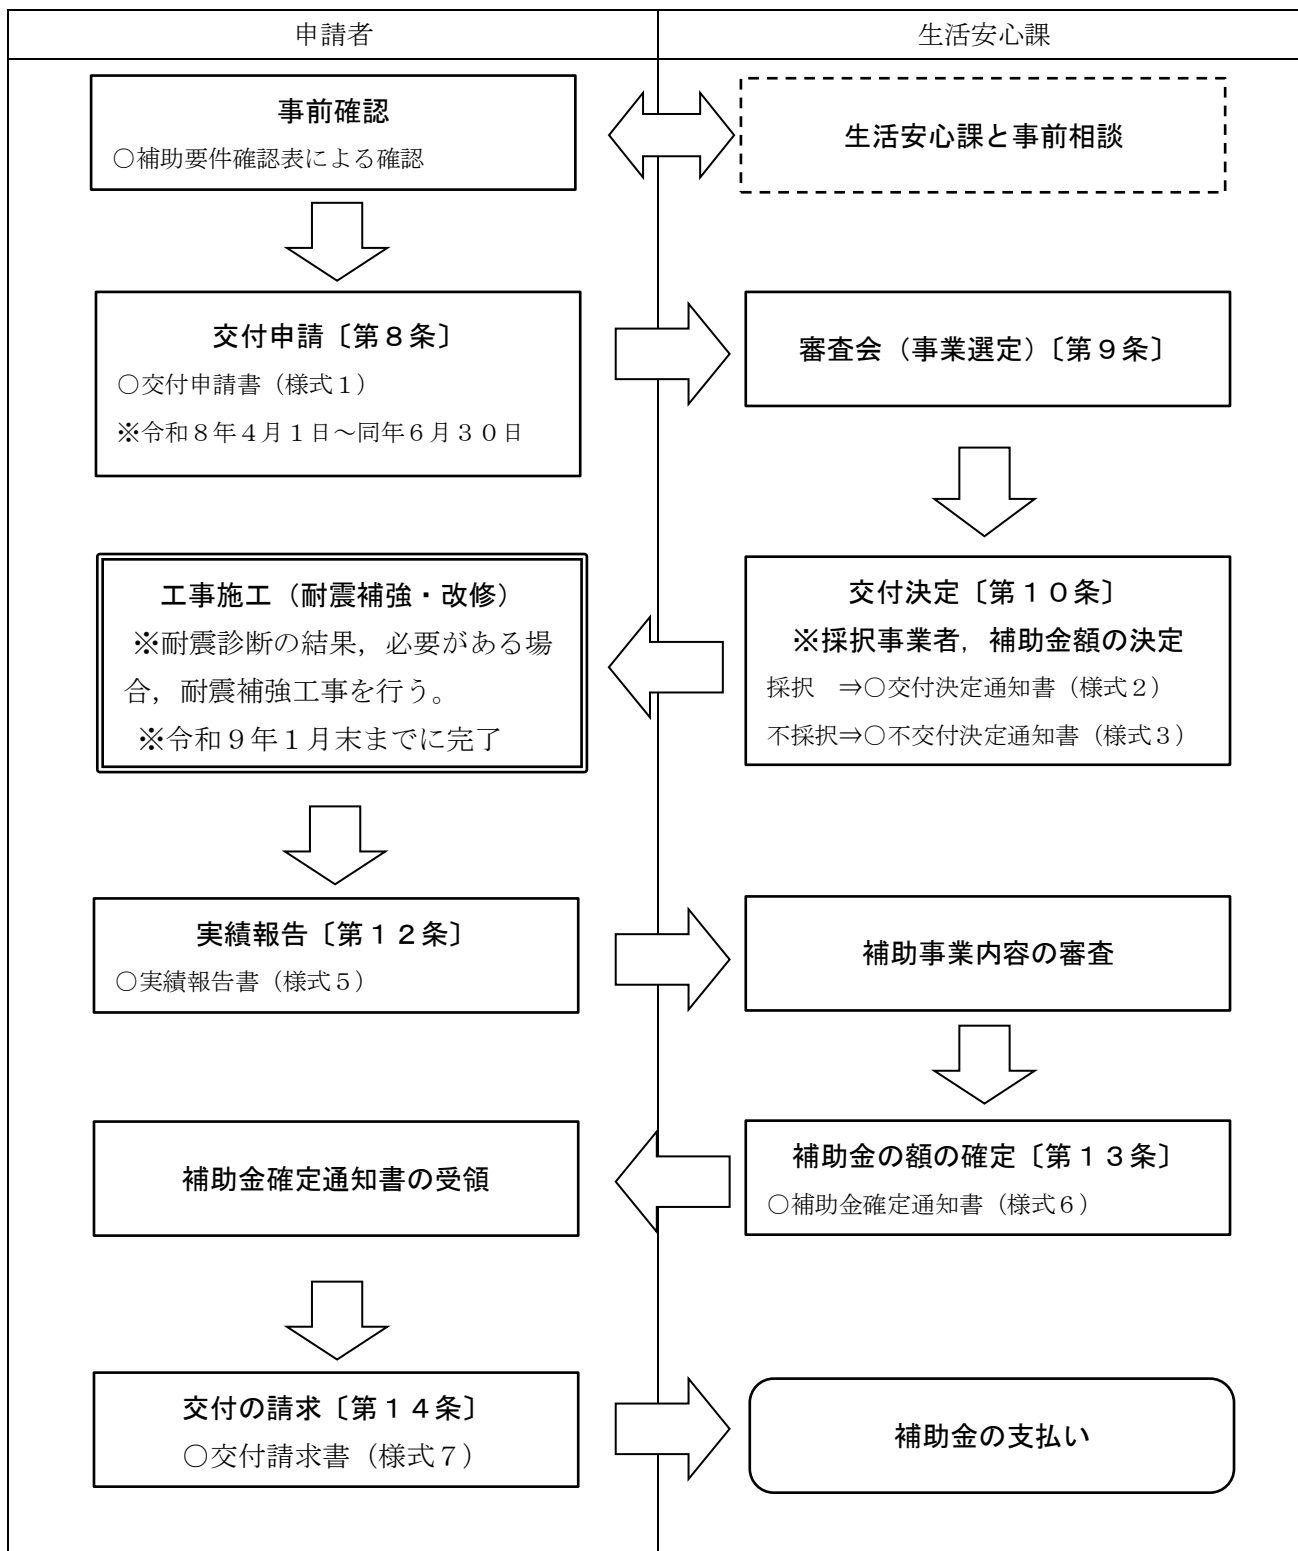 申請者
生活安心課
事前確認
○補助要件確認表による確認
生活安心課と事前相談
交付申請〔第８条〕
○交付申請書（様式１）
※令和８年４月１日～同年６月３０日
審査会（事業選定）〔第９条〕
交付決定〔第１０条〕
※採択事業者，補助金額の決定
採択　⇒○交付決定通知書（様式２）
不採択⇒○不交付決定通知書（様式３）
工事施工（耐震補強・改修）
※耐震診断の結果，必要がある場
合，耐震補強工事を行う。
※令和９年１月末までに完了
実績報告〔第１２条〕
○実績報告書（様式５）
補助事業内容の審査
補助金の額の確定〔第１３条〕
○補助金確定通知書（様式６）
補助金確定通知書の受領
交付の請求〔第１４条〕
○交付請求書（様式７）
補助金の支払い